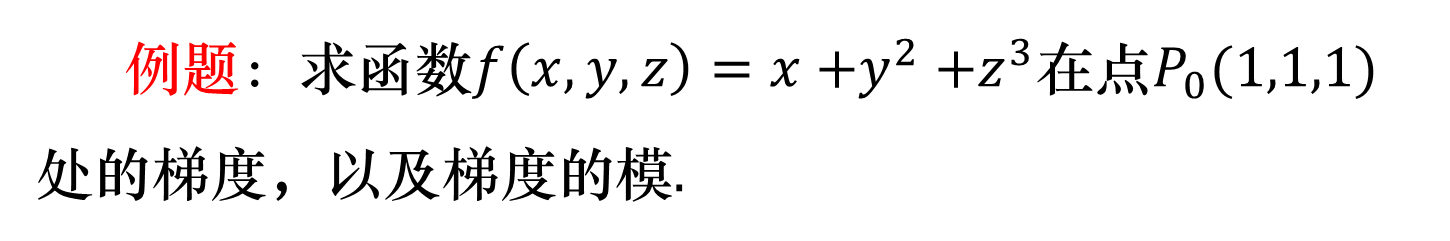 例题：求函数f(x, y, z) = x +y² +z³在点P₀(1,1,1)
处的梯度，以及梯度的模.